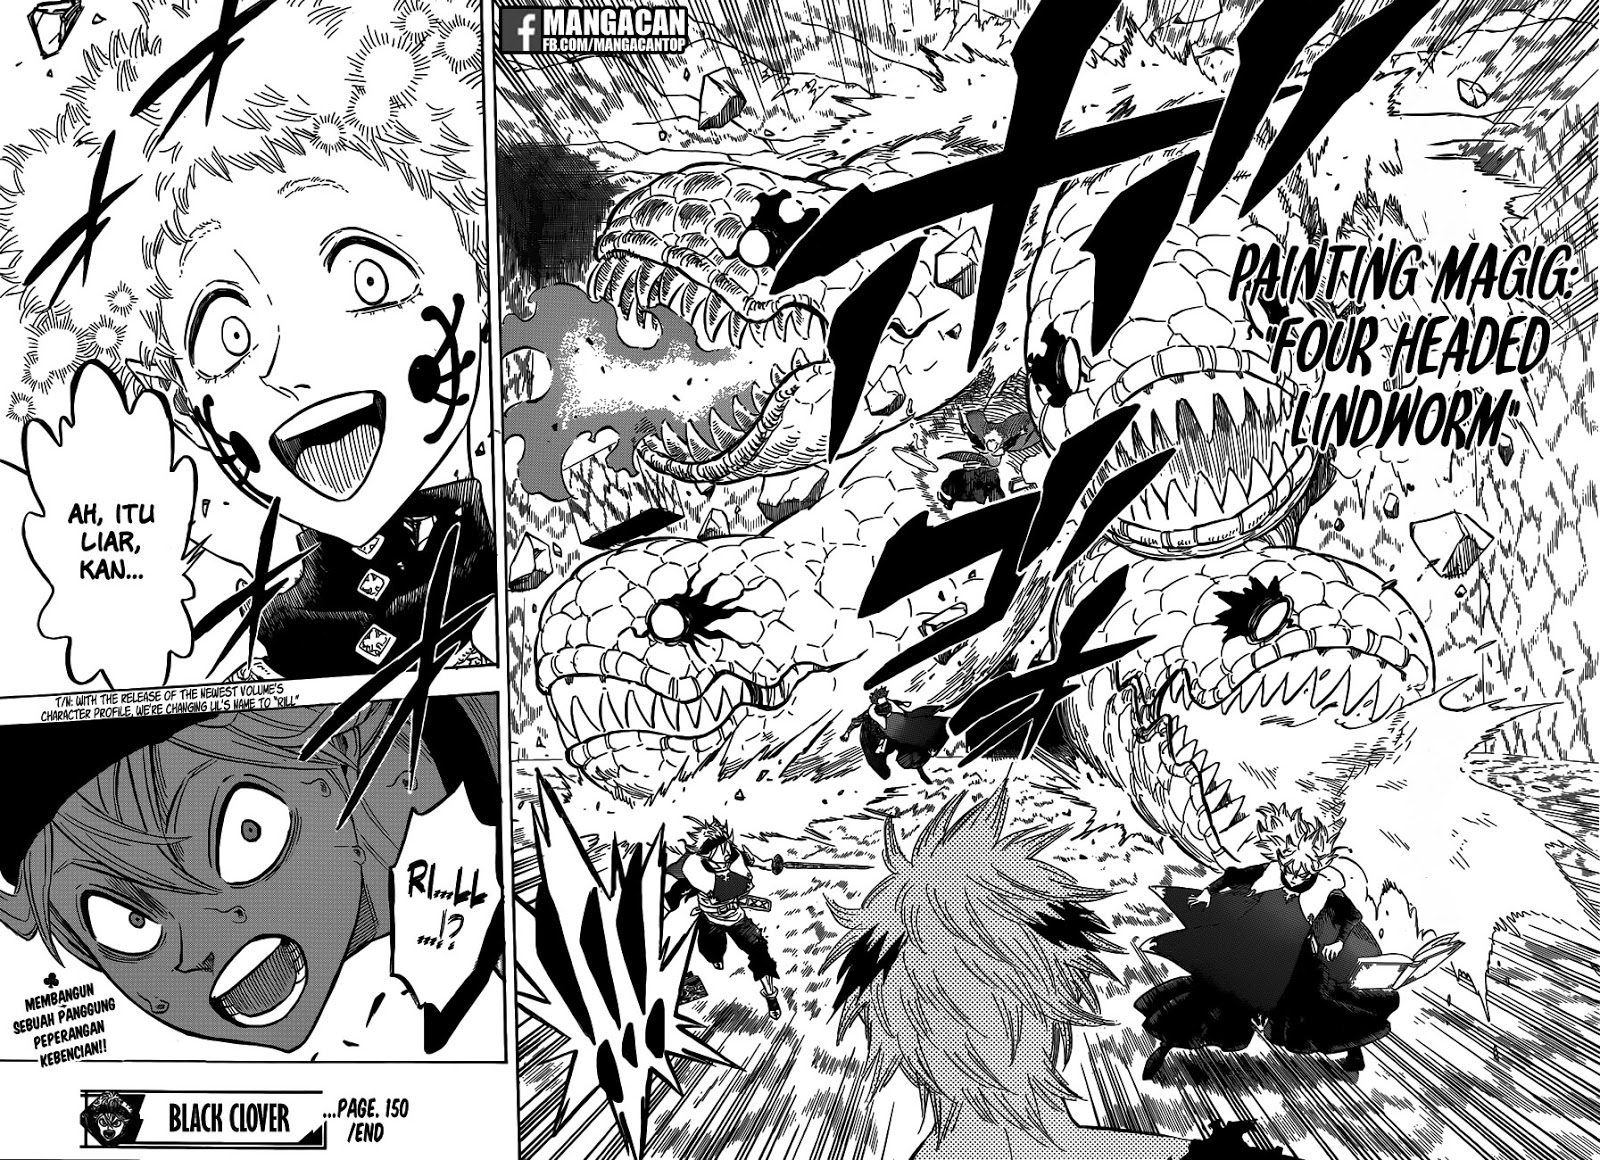 MANGACAN
FB.COM/MANGACANTOP
PAINTING MAGIG:
"FOUR HEADED
LINDWORM"
AH, ITU
LIAR,
KAN...
T/N: WITH THE RELEASE OF THE NEWEST VOLUME'S
CHARACTER PROFILE, WE'RE CHANGING LIL'S NAME TO "RILL"
RI...LL
...!?
♣
MEMBANGUN
SEBUAH PANGGUNG
PEPERANGAN
KEBENCIAN!!
BLACK CLOVER
...PAGE. 150
/END